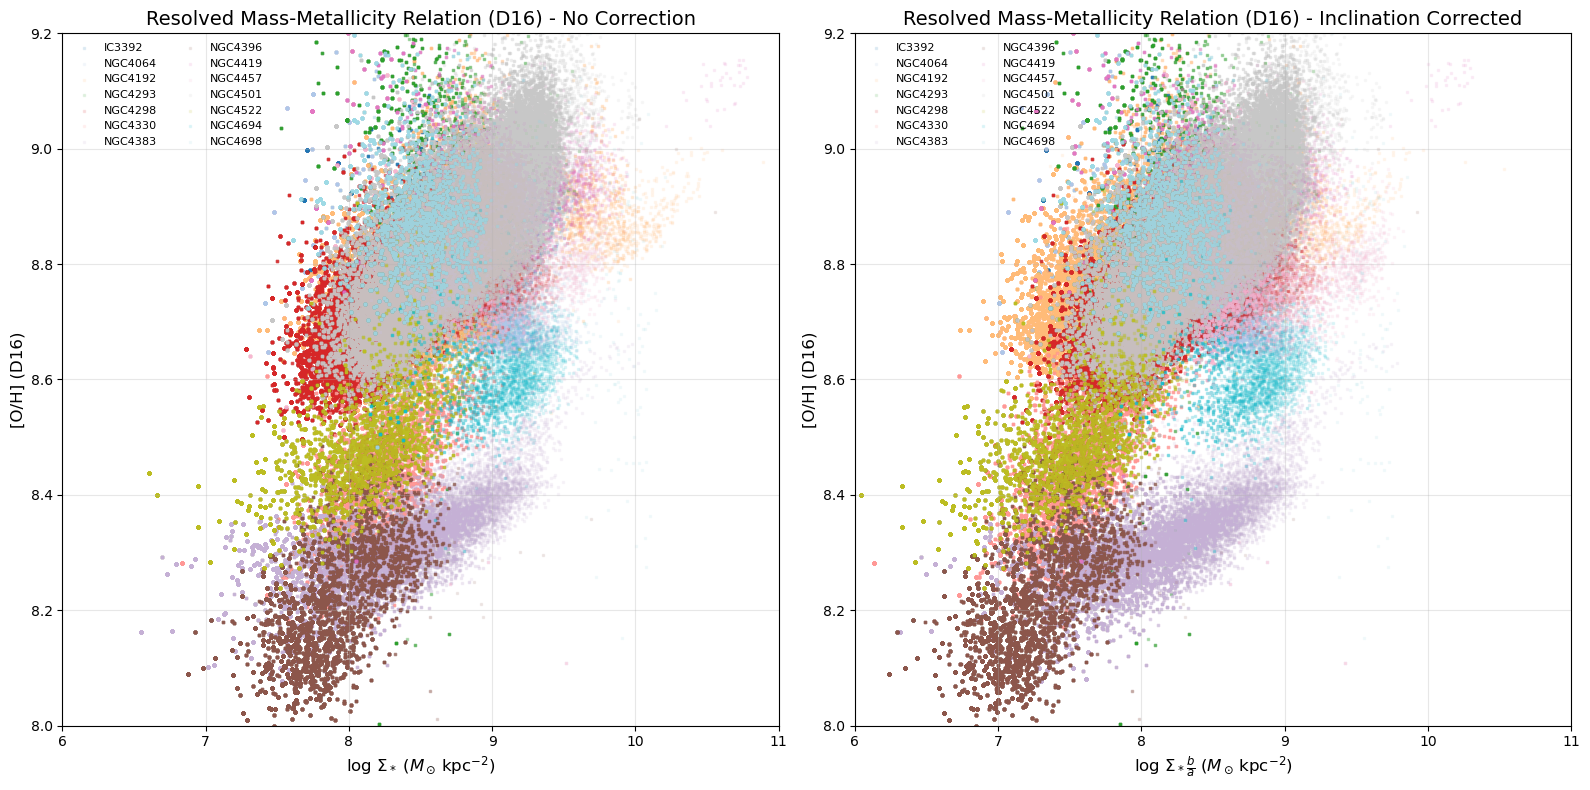 Resolved Mass-Metallicity Relation (D16) - No Correction
IC3392
NGC4064
NGC4192
NGC4293
NGC4298
NGC4330
NGC4383
NGC4396
NGC4419
NGC4457
NGC4501
NGC4522
NGC4694
NGC4698
9.2
9.0
8.8
8.6
8.4
8.2
8.0
[O/H] (D16)
6 7 8 9 10 11
log Σ* (M⊙ kpc⁻²)
Resolved Mass-Metallicity Relation (D16) - Inclination Corrected
IC3392
NGC4064
NGC4192
NGC4293
NGC4298
NGC4330
NGC4383
NGC4396
NGC4419
NGC4457
NGC4501
NGC4522
NGC4694
NGC4698
9.2
9.0
8.8
8.6
8.4
8.2
8.0
[O/H] (D16)
6 7 8 9 10 11
log Σ* b/a (M⊙ kpc⁻²)